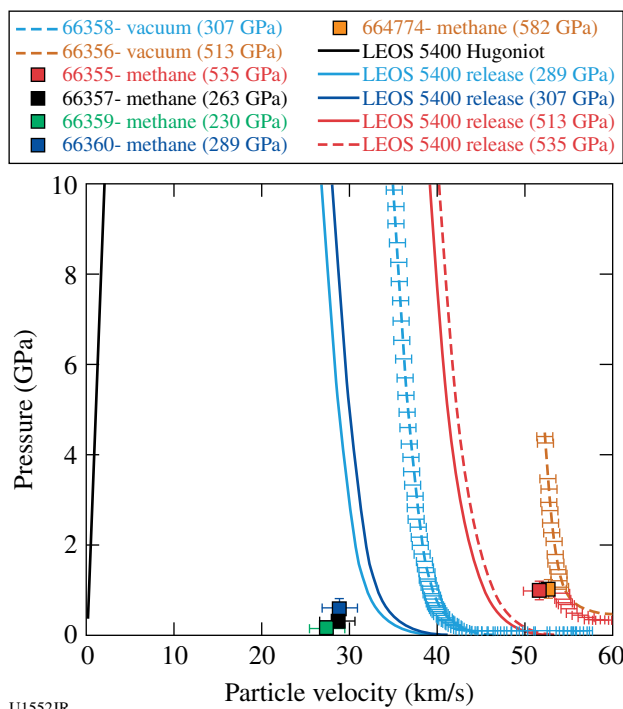 66358- vacuum (307 GPa)
66356- vacuum (513 GPa)
66355- methane (535 GPa)
66357- methane (263 GPa)
66359- methane (230 GPa)
66360- methane (289 GPa)
664774- methane (582 GPa)
LEOS 5400 Hugoniot
LEOS 5400 release (289 GPa)
LEOS 5400 release (307 GPa)
LEOS 5400 release (513 GPa)
LEOS 5400 release (535 GPa)
10
8
6
4
2
0
Pressure (GPa)
0 10 20 30 40 50 60
Particle velocity (km/s)
U1552JR